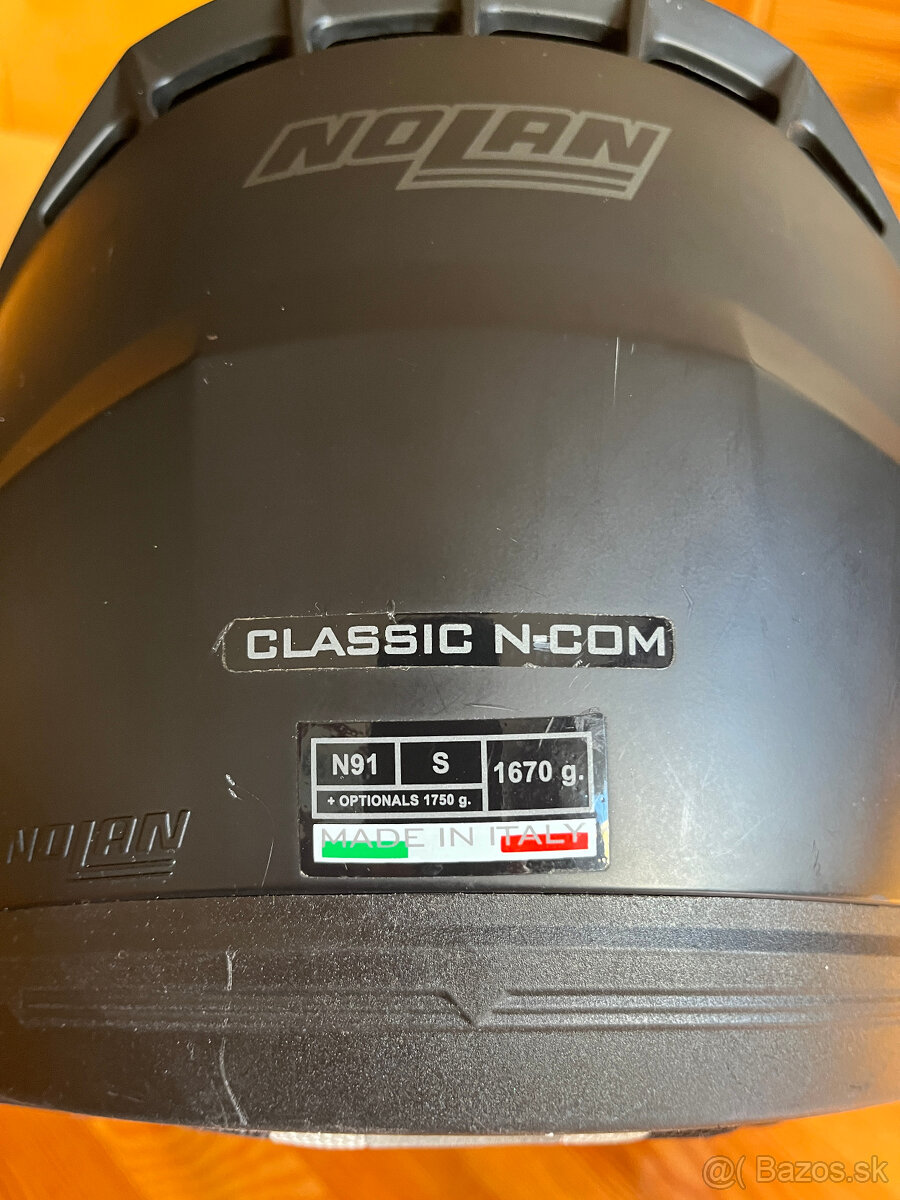 NOLAN
CLASSIC N-COM
N91 S 1670 g.
+ OPTIONALS 1750 g.
MADE IN ITALY
NOLAN
@( Bazos.sk